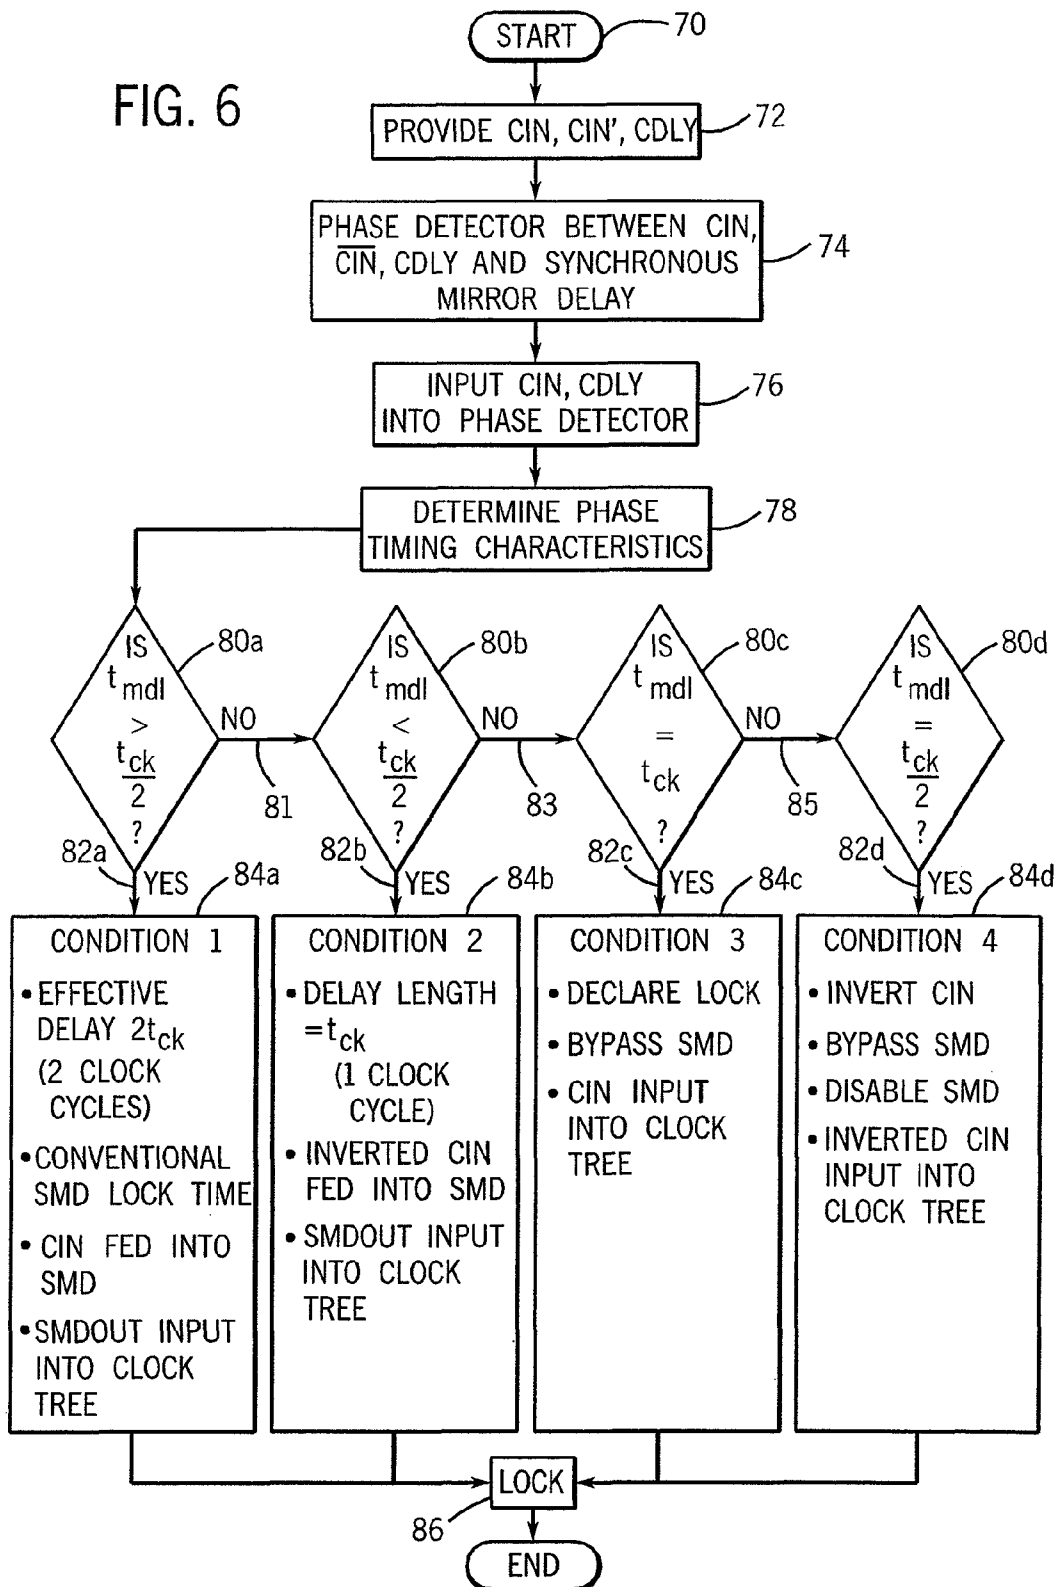 FIG. 6
START
70
PROVIDE CIN, CIN', CDLY
72
PHASE DETECTOR BETWEEN CIN,
C̅I̅N̅, CDLY AND SYNCHRONOUS
MIRROR DELAY
74
INPUT CIN, CDLY
INTO PHASE DETECTOR
76
DETERMINE PHASE
TIMING CHARACTERISTICS
78
IS
t mdl
>
t ck
2
?
80a
NO
81
82a
YES
IS
t mdl
<
t ck
2
?
80b
NO
83
82b
YES
IS
t mdl
=
t ck
?
80c
NO
85
82c
YES
IS
t mdl
=
t ck
2
?
80d
82d
YES
84a
CONDITION 1
• EFFECTIVE
DELAY 2tck
(2 CLOCK
CYCLES)
• CONVENTIONAL
SMD LOCK TIME
• CIN FED INTO
SMD
• SMDOUT INPUT
INTO CLOCK
TREE
84b
CONDITION 2
• DELAY LENGTH
=tck
(1 CLOCK
CYCLE)
• INVERTED CIN
FED INTO SMD
• SMDOUT INPUT
INTO CLOCK
TREE
84c
CONDITION 3
• DECLARE LOCK
• BYPASS SMD
• CIN INPUT
INTO CLOCK
TREE
84d
CONDITION 4
• INVERT CIN
• BYPASS SMD
• DISABLE SMD
• INVERTED CIN
INPUT INTO
CLOCK TREE
LOCK
86
END